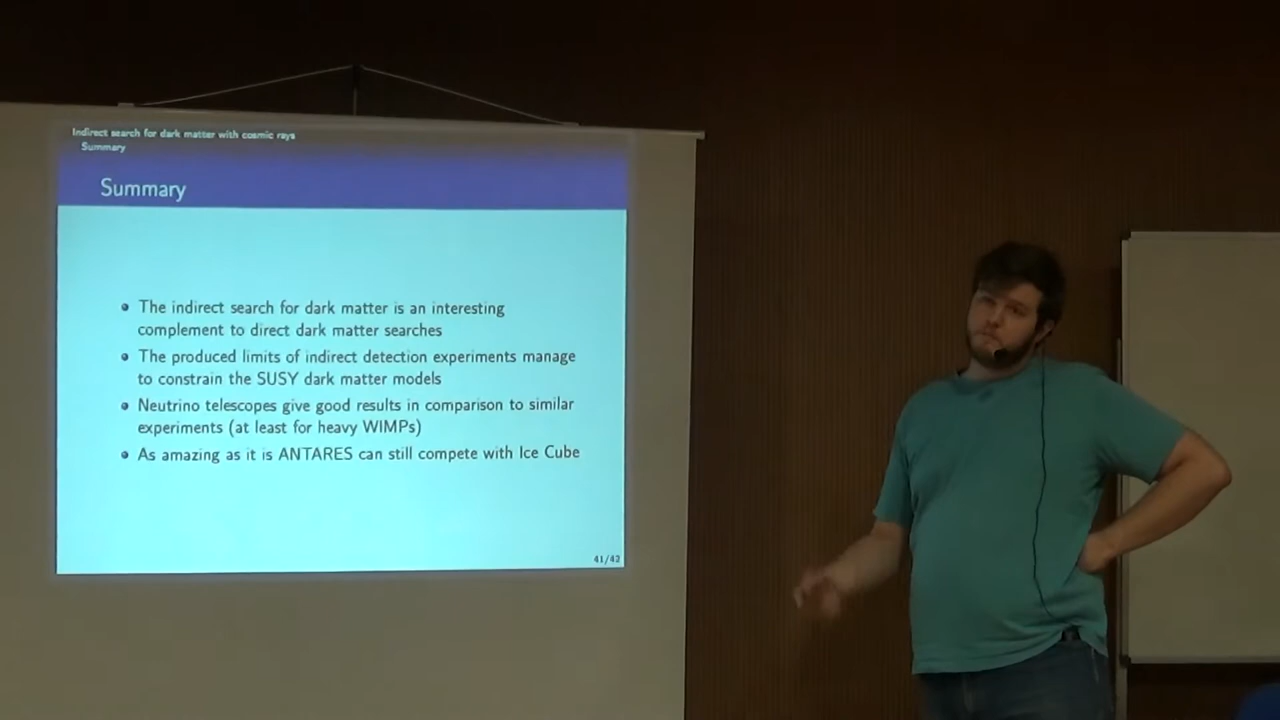 Indirect search for dark matter with cosmic rays
Summary
Summary
The indirect search for dark matter is an interesting
complement to direct dark matter searches
The produced limits of indirect detection experiments manage
to constrain the SUSY dark matter models
Neutrino telescopes give good results in comparison to similar
experiments (at least for heavy WIMPs)
As amazing as it is ANTARES can still compete with Ice Cube
41/42